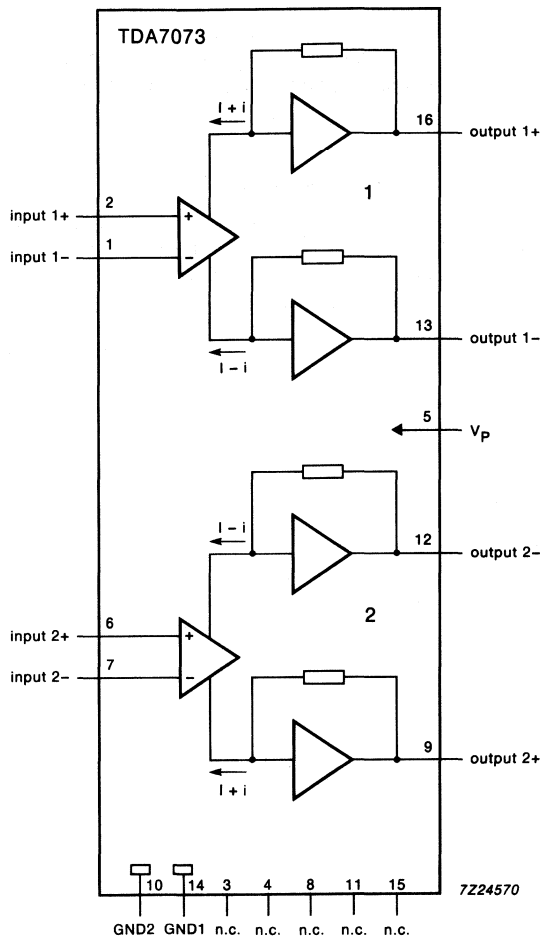 TDA7073
I + i
16
output 1+
1
2
input 1+
+
1
input 1–
–
13
output 1–
I – i
5
VP
I – i
12
output 2–
2
6
input 2+
+
7
input 2–
–
9
output 2+
I + i
10 14 3 4 8 11 15
7Z24570
GND2 GND1 n.c. n.c. n.c. n.c. n.c.